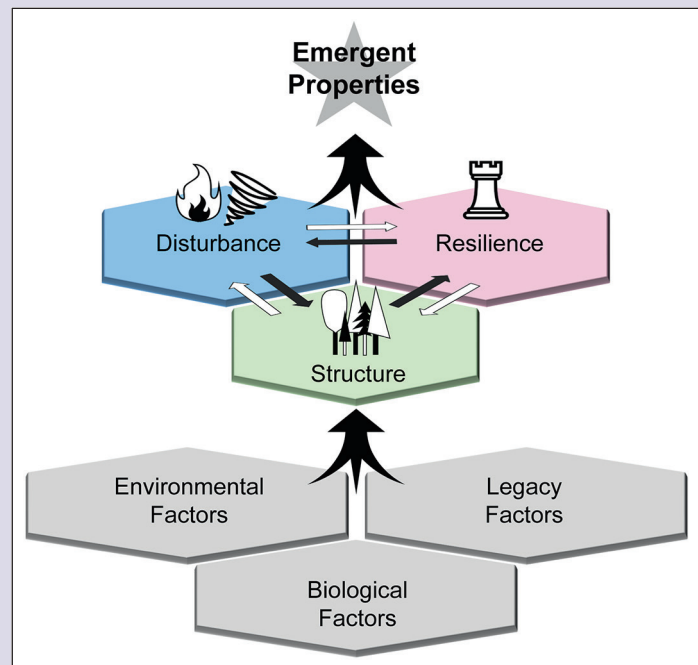 Emergent
Properties
Disturbance
Resilience
Structure
Environmental
Factors
Legacy
Factors
Biological
Factors